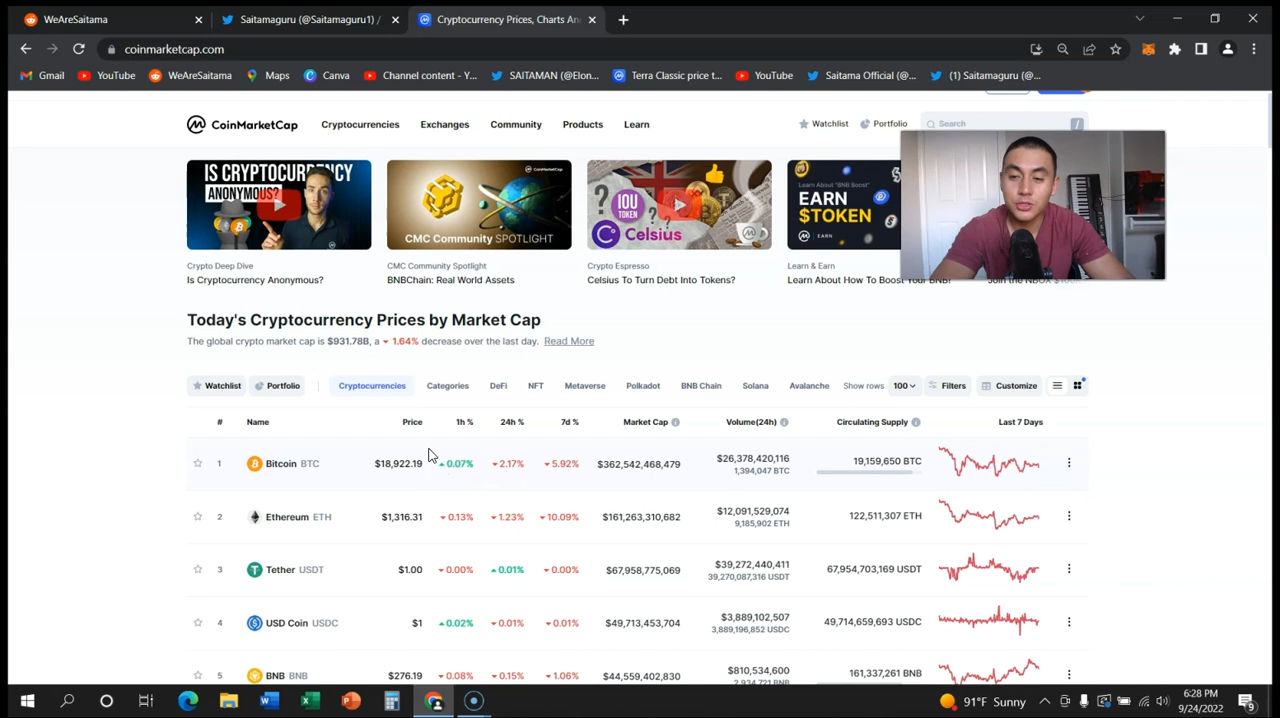 WeAreSaitama
Saitamaguru (@Saitamaguru1) /
Cryptocurrency Prices, Charts An
coinmarketcap.com
Gmail
YouTube
WeAreSaitama
Maps
Canva
Channel content - Y...
SAITAMAN (@Elon...
Terra Classic price t...
YouTube
Saitama Official (@...
(1) Saitamaguru (@...
CoinMarketCap
Cryptocurrencies
Exchanges
Community
Products
Learn
Watchlist
Portfolio
Search
/
IS CRYPTOCURRENCY
ANONYMOUS?
CoinMarketCap
CMC Community SPOTLIGHT
IOU
TOKEN
Celsius
Learn About "BNB Boost"
EARN
$TOKEN
EARN
Crypto Deep Dive
Is Cryptocurrency Anonymous?
CMC Community Spotlight
BNBChain: Real World Assets
Crypto Espresso
Celsius To Turn Debt Into Tokens?
Learn & Earn
Learn About How To Boost Your BNB!
Today's Cryptocurrency Prices by Market Cap
The global crypto market cap is $931.78B, a 1.64% decrease over the last day. Read More
Watchlist
Portfolio
Cryptocurrencies
Categories
DeFi
NFT
Metaverse
Polkadot
BNB Chain
Solana
Avalanche
Show rows
100
Filters
Customize
# Name Price 1h % 24h % 7d % Market Cap Volume(24h) Circulating Supply Last 7 Days
1 Bitcoin BTC $18,922.19 0.07% 2.17% 5.92% $362,542,468,479 $26,378,420,116 19,159,650 BTC
1,394,047 BTC
2 Ethereum ETH $1,316.31 0.13% 1.23% 10.09% $161,263,310,682 $12,091,529,074 122,511,307 ETH
9,185,902 ETH
3 Tether USDT $1.00 0.00% 0.01% 0.00% $67,958,775,069 $39,272,440,411 67,954,703,169 USDT
39,270,087,316 USDT
4 USD Coin USDC $1 0.02% 0.01% 0.01% $49,713,453,704 $3,889,102,507 49,714,659,693 USDC
3,889,196,852 USDC
5 BNB BNB $276.19 0.08% 0.15% 1.06% $44,559,402,830 $810,534,600 161,337,261 BNB
2,934,721 BNB
91°F Sunny
6:28 PM
9/24/2022
9